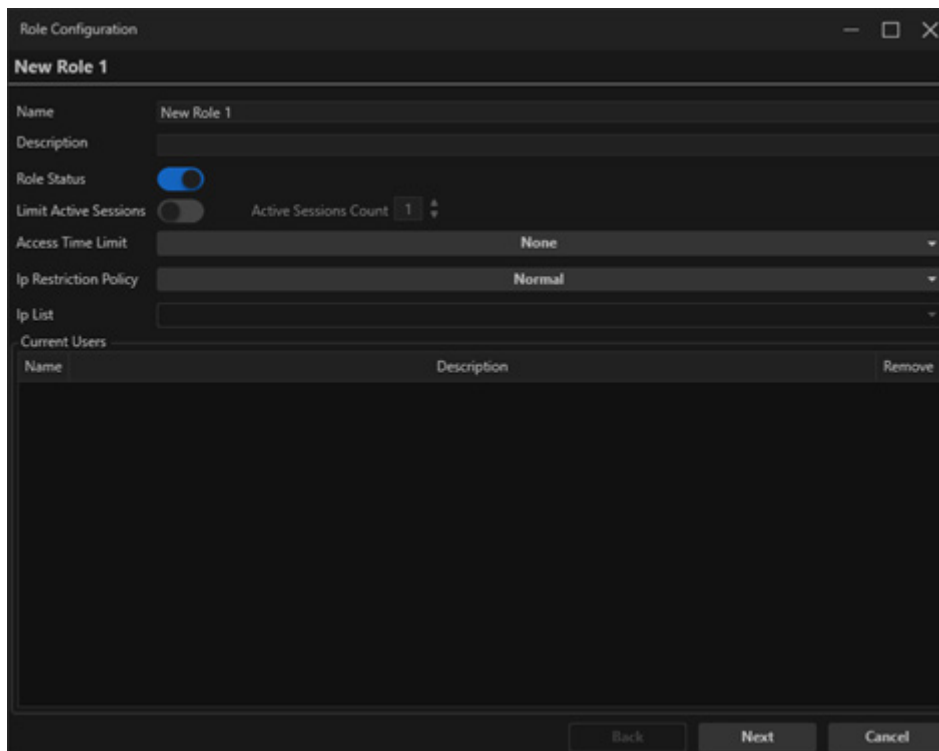 Role Configuration
New Role 1
Name New Role 1
Description
Role Status
Limit Active Sessions Active Sessions Count 1
Access Time Limit None
Ip Restriction Policy Normal
Ip List
Current Users
Name Description Remove
Back Next Cancel